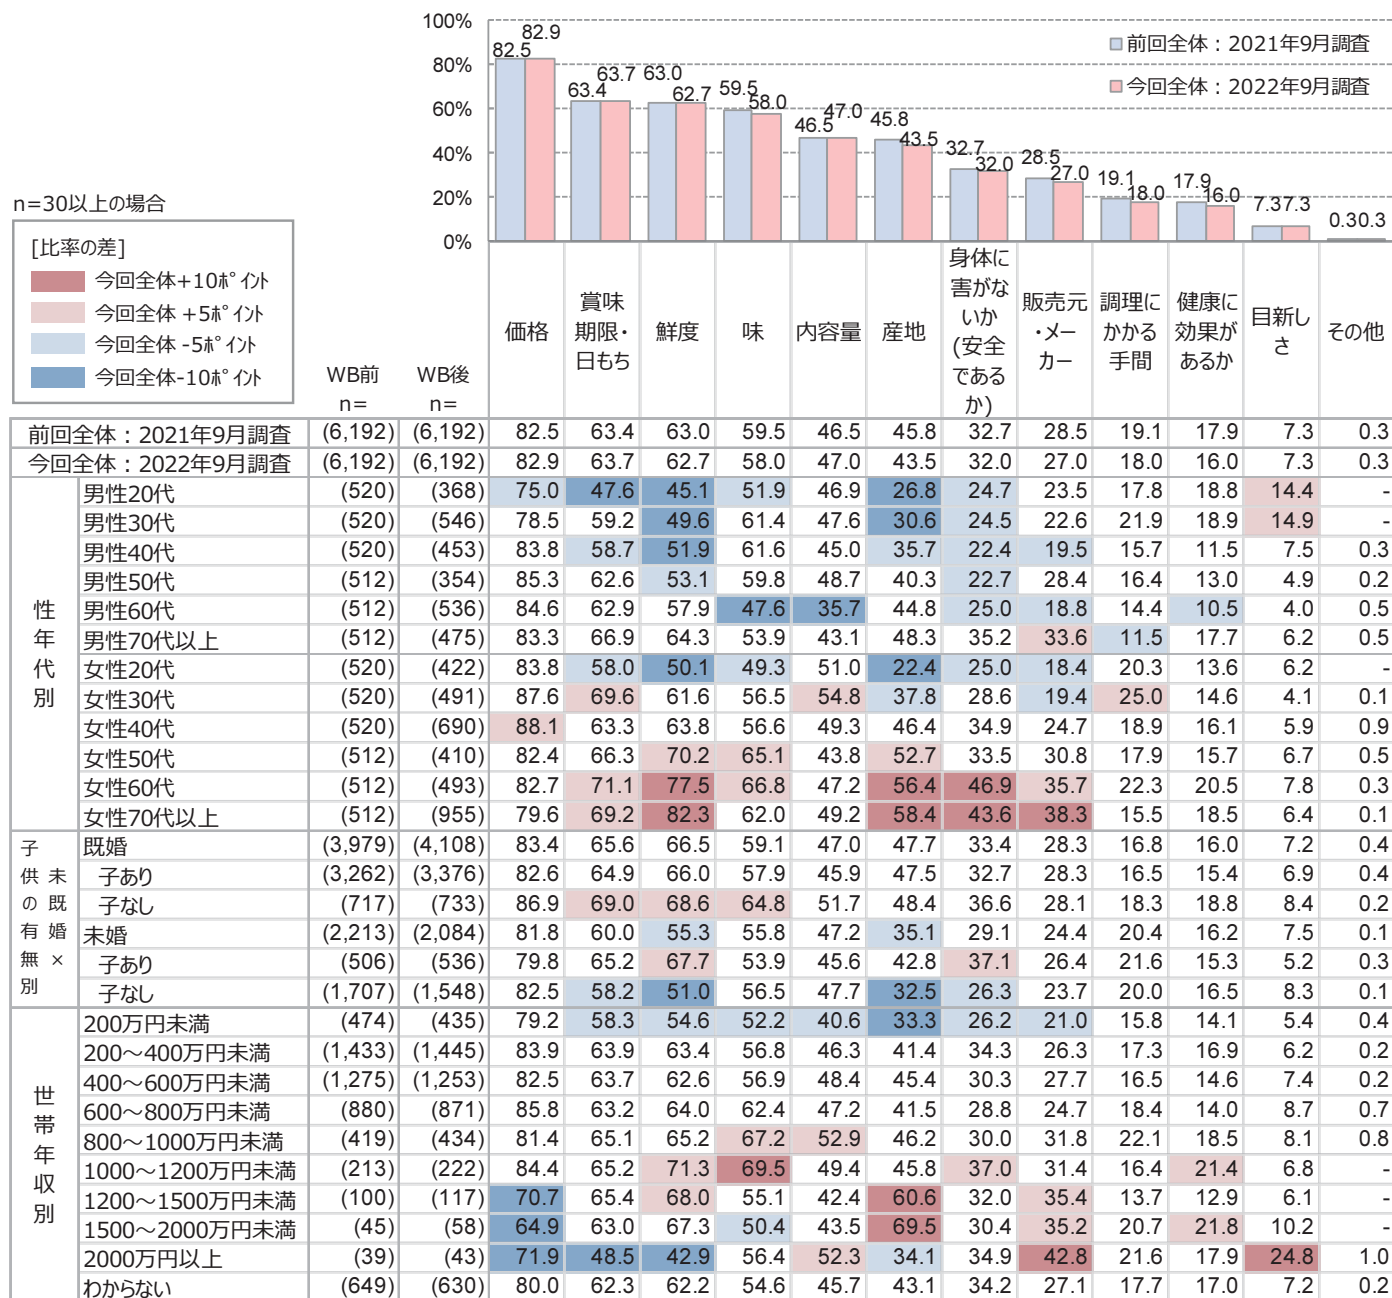 100%
80%
60%
40%
20%
0%
前回全体：2021年9月調査
今回全体：2022年9月調査
82.5 82.9 63.4 63.7 63.0 62.7 59.5 58.0 46.5 47.0 45.8 43.5 32.7 32.0 28.5 27.0 19.1 18.0 17.9 16.0 7.3 7.3 0.3 0.3
n=30以上の場合
[比率の差]
今回全体+10ﾎﾟｲﾝﾄ
今回全体 +5ﾎﾟｲﾝﾄ
今回全体 -5ﾎﾟｲﾝﾄ
今回全体-10ﾎﾟｲﾝﾄ
WB前
n=
WB後
n=
価格
賞味
期限・
日もち
鮮度
味
内容量
産地
身体に
害がな
いか
(安全
である
か)
販売元
・メー
カー
調理に
かかる
手間
健康に
効果が
あるか
目新し
さ
その他
前回全体：2021年9月調査 (6,192) (6,192) 82.5 63.4 63.0 59.5 46.5 45.8 32.7 28.5 19.1 17.9 7.3 0.3
今回全体：2022年9月調査 (6,192) (6,192) 82.9 63.7 62.7 58.0 47.0 43.5 32.0 27.0 18.0 16.0 7.3 0.3
性年代別
男性20代 (520) (368) 75.0 47.6 45.1 51.9 46.9 26.8 24.7 23.5 17.8 18.8 14.4 -
男性30代 (520) (546) 78.5 59.2 49.6 61.4 47.6 30.6 24.5 22.6 21.9 18.9 14.9 -
男性40代 (520) (453) 83.8 58.7 51.9 61.6 45.0 35.7 22.4 19.5 15.7 11.5 7.5 0.3
男性50代 (512) (354) 85.3 62.6 53.1 59.8 48.7 40.3 22.7 28.4 16.4 13.0 4.9 0.2
男性60代 (512) (536) 84.6 62.9 57.9 47.6 35.7 44.8 25.0 18.8 14.4 10.5 4.0 0.5
男性70代以上 (512) (475) 83.3 66.9 64.3 53.9 43.1 48.3 35.2 33.6 11.5 17.7 6.2 0.5
女性20代 (520) (422) 83.8 58.0 50.1 49.3 51.0 22.4 25.0 18.4 20.3 13.6 6.2 -
女性30代 (520) (491) 87.6 69.6 61.6 56.5 54.8 37.8 28.6 19.4 25.0 14.6 4.1 0.1
女性40代 (520) (690) 88.1 63.3 63.8 56.6 49.3 46.4 34.9 24.7 18.9 16.1 5.9 0.9
女性50代 (512) (410) 82.4 66.3 70.2 65.1 43.8 52.7 33.5 30.8 17.9 15.7 6.7 0.5
女性60代 (512) (493) 82.7 71.1 77.5 66.8 47.2 56.4 46.9 35.7 22.3 20.5 7.8 0.3
女性70代以上 (512) (955) 79.6 69.2 82.3 62.0 49.2 58.4 43.6 38.3 15.5 18.5 6.4 0.1
未既婚×
子供の有無別
既婚 (3,979) (4,108) 83.4 65.6 66.5 59.1 47.0 47.7 33.4 28.3 16.8 16.0 7.2 0.4
子あり (3,262) (3,376) 82.6 64.9 66.0 57.9 45.9 47.5 32.7 28.3 16.5 15.4 6.9 0.4
子なし (717) (733) 86.9 69.0 68.6 64.8 51.7 48.4 36.6 28.1 18.3 18.8 8.4 0.2
未婚 (2,213) (2,084) 81.8 60.0 55.3 55.8 47.2 35.1 29.1 24.4 20.4 16.2 7.5 0.1
子あり (506) (536) 79.8 65.2 67.7 53.9 45.6 42.8 37.1 26.4 21.6 15.3 5.2 0.3
子なし (1,707) (1,548) 82.5 58.2 51.0 56.5 47.7 32.5 26.3 23.7 20.0 16.5 8.3 0.1
世帯年収別
200万円未満 (474) (435) 79.2 58.3 54.6 52.2 40.6 33.3 26.2 21.0 15.8 14.1 5.4 0.4
200～400万円未満 (1,433) (1,445) 83.9 63.9 63.4 56.8 46.3 41.4 34.3 26.3 17.3 16.9 6.2 0.2
400～600万円未満 (1,275) (1,253) 82.5 63.7 62.6 56.9 48.4 45.4 30.3 27.7 16.5 14.6 7.4 0.2
600～800万円未満 (880) (871) 85.8 63.2 64.0 62.4 47.2 41.5 28.8 24.7 18.4 14.0 8.7 0.7
800～1000万円未満 (419) (434) 81.4 65.1 65.2 67.2 52.9 46.2 30.0 31.8 22.1 18.5 8.1 0.8
1000～1200万円未満 (213) (222) 84.4 65.2 71.3 69.5 49.4 45.8 37.0 31.4 16.4 21.4 6.8 -
1200～1500万円未満 (100) (117) 70.7 65.4 68.0 55.1 42.4 60.6 32.0 35.4 13.7 12.9 6.1 -
1500～2000万円未満 (45) (58) 64.9 63.0 67.3 50.4 43.5 69.5 30.4 35.2 20.7 21.8 10.2 -
2000万円以上 (39) (43) 71.9 48.5 42.9 56.4 52.3 34.1 34.9 42.8 21.6 17.9 24.8 1.0
わからない (649) (630) 80.0 62.3 62.2 54.6 45.7 43.1 34.2 27.1 17.7 17.0 7.2 0.2